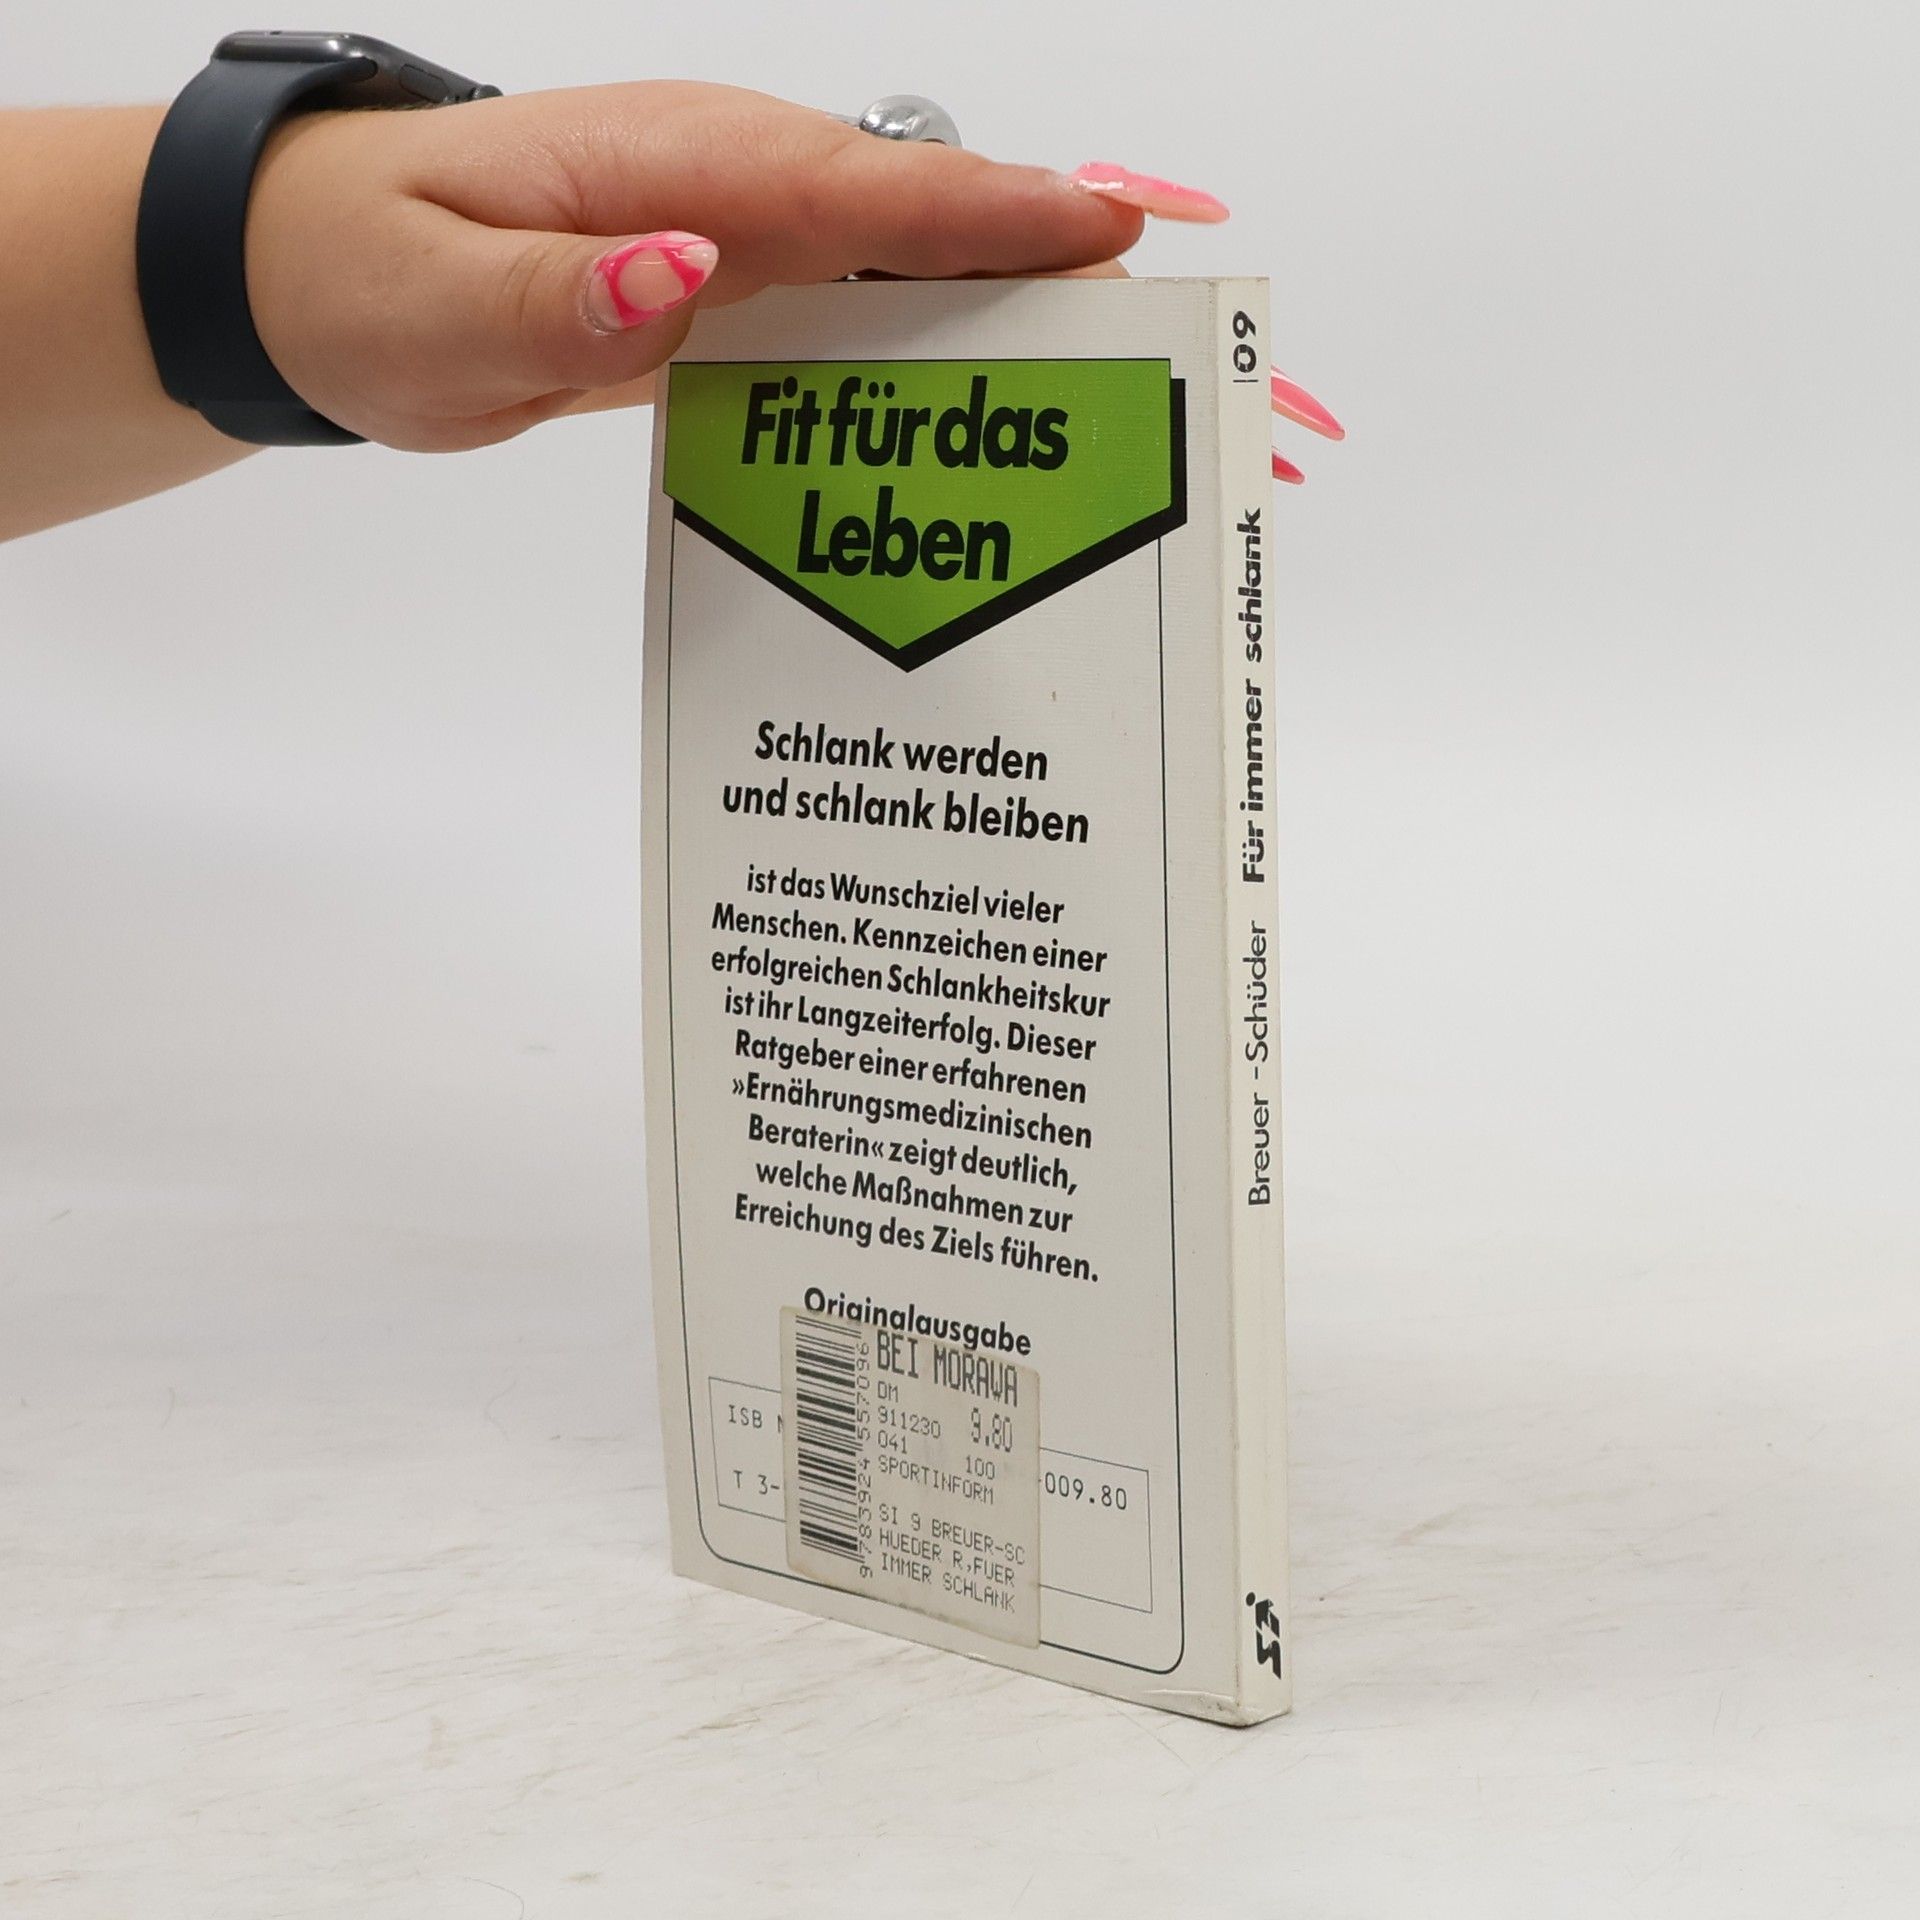 Fit für das
Leben
Schlank werden
und schlank bleiben
ist das Wunschziel vieler
Menschen. Kennzeichen einer
erfolgreichen Schlankheitskur
ist ihr Langzeiterfolg. Dieser
Ratgeber einer erfahrenen
»Ernährungsmedizinischen
Beraterin« zeigt deutlich,
welche Maßnahmen zur
Erreichung des Ziels führen.
Originalausgabe
ISB
T 3-
009.80
BEI MORAWA
DM
911230 9.80
041 100
SPORTINFORM
SI 9 BREUER-SC
HUEDER R,FUER
IMMER SCHLANK
9783924557096
09
Breuer-Schüder Für immer schlank